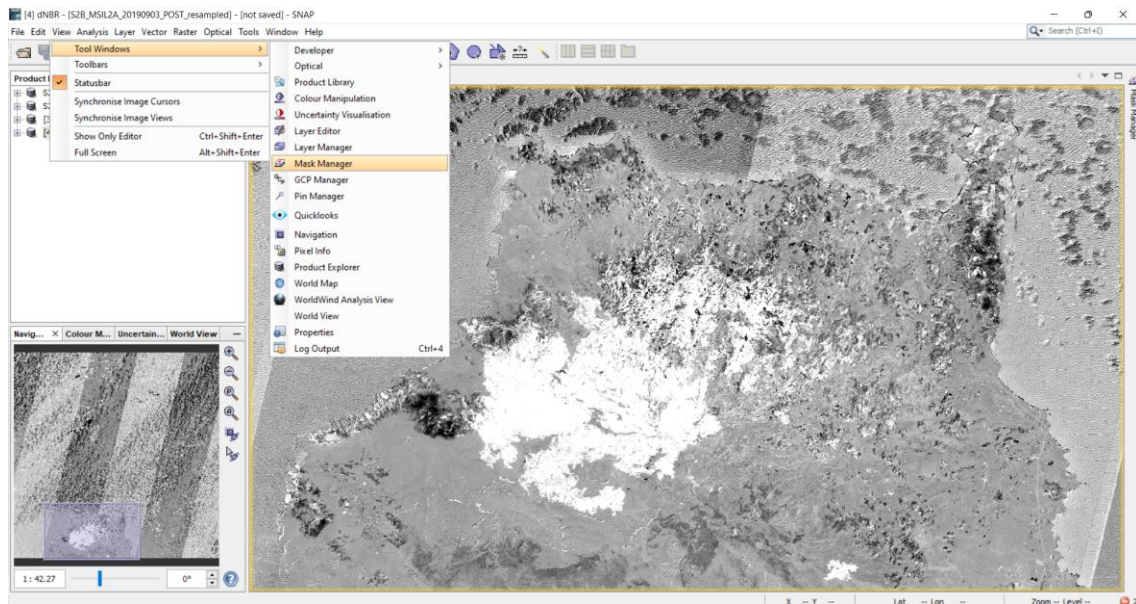 [4] dNBR - [S2B_MSIL2A_20190903_POST_resampled] - [not saved] - SNAP
File Edit View Analysis Layer Vector Raster Optical Tools Window Help
Search (Ctrl+I)
Tool Windows
Toolbars
Statusbar
Synchronise Image Cursors
Synchronise Image Views
Show Only Editor Ctrl+Shift+Enter
Full Screen Alt+Shift+Enter
Developer
Optical
Product Library
Colour Manipulation
Uncertainty Visualisation
Layer Editor
Layer Manager
Mask Manager
GCP Manager
Pin Manager
Quicklooks
Navigation
Pixel Info
Product Explorer
World Map
WorldWind Analysis View
World View
Properties
Log Output Ctrl+4
Mask Manager
Navig... Colour M... Uncertain... World View
1: 42.27 0°
X -- Y -- Lat -- Lon -- Zoom -- Level --